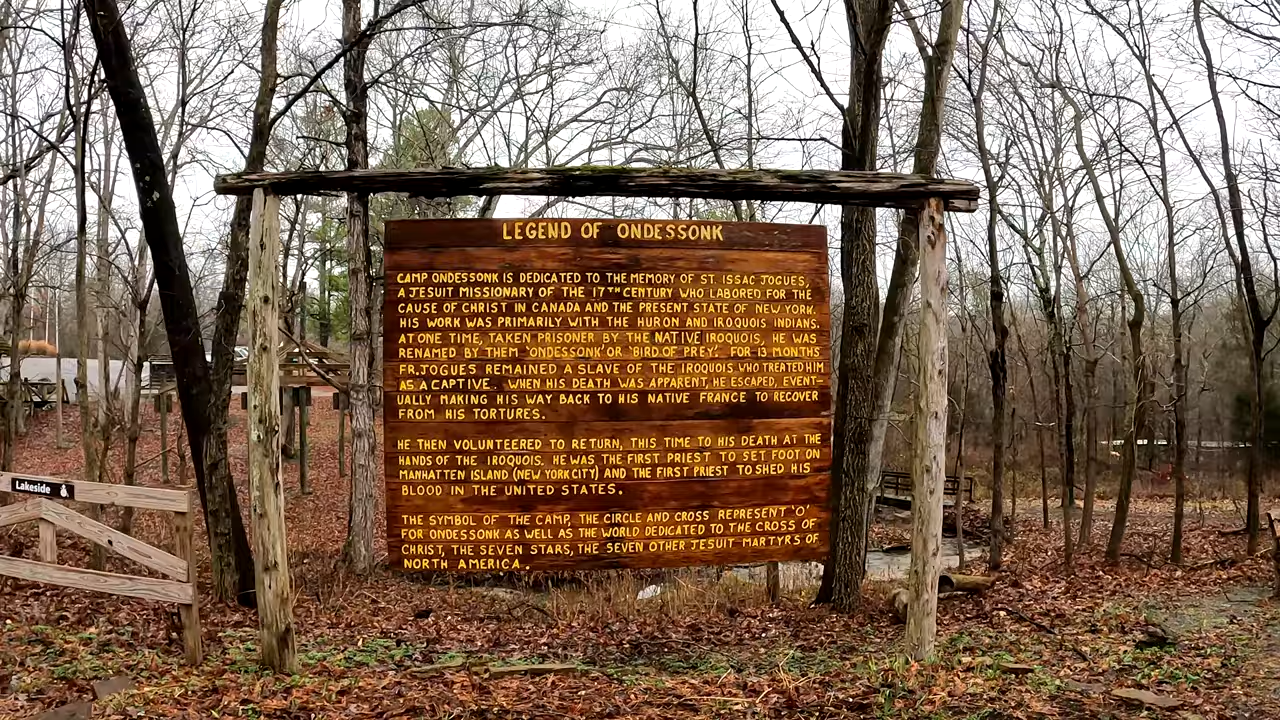 LEGEND OF ONDESSONK
CAMP ONDESSONK IS DEDICATED TO THE MEMORY OF ST. ISSAC JOGUES,
A JESUIT MISSIONARY OF THE 17TH CENTURY WHO LABORED FOR THE
CAUSE OF CHRIST IN CANADA AND THE PRESENT STATE OF NEW YORK.
HIS WORK WAS PRIMARILY WITH THE HURON AND IROQUOIS INDIANS.
AT ONE TIME, TAKEN PRISONER BY THE NATIVE IROQUOIS, HE WAS
RENAMED BY THEM 'ONDESSONK' OR 'BIRD OF PREY'. FOR 13 MONTHS
FR. JOGUES REMAINED A SLAVE OF THE IROQUOIS WHO TREATED HIM
AS A CAPTIVE. WHEN HIS DEATH WAS APPARENT, HE ESCAPED, EVENT-
UALLY MAKING HIS WAY BACK TO HIS NATIVE FRANCE TO RECOVER
FROM HIS TORTURES.
HE THEN VOLUNTEERED TO RETURN, THIS TIME TO HIS DEATH AT THE
HANDS OF THE IROQUOIS. HE WAS THE FIRST PRIEST TO SET FOOT ON
MANHATTEN ISLAND (NEW YORK CITY) AND THE FIRST PRIEST TO SHED HIS
BLOOD IN THE UNITED STATES.
THE SYMBOL OF THE CAMP, THE CIRCLE AND CROSS REPRESENT 'O'
FOR ONDESSONK AS WELL AS THE WORLD DEDICATED TO THE CROSS OF
CHRIST, THE SEVEN STARS, THE SEVEN OTHER JESUIT MARTYRS OF
NORTH AMERICA.
Lakeside